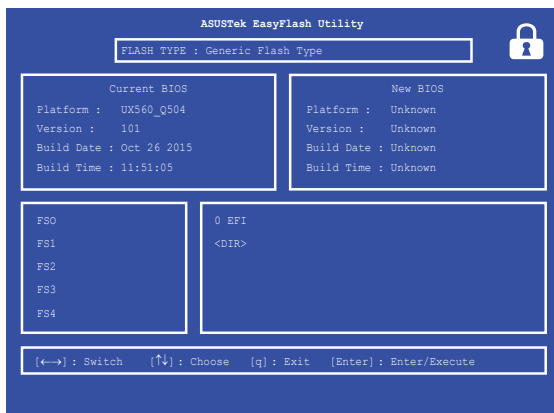 ASUSTek EasyFlash Utility
FLASH TYPE : Generic Flash Type
Current BIOS
Platform : UX560_Q504
Version : 101
Build Date : Oct 26 2015
Build Time : 11:51:05
New BIOS
Platform : Unknown
Version : Unknown
Build Date : Unknown
Build Time : Unknown
FSO
FS1
FS2
FS3
FS4
0 EFI
<DIR>
[←→] : Switch [↑↓] : Choose [q] : Exit [Enter] : Enter/Execute